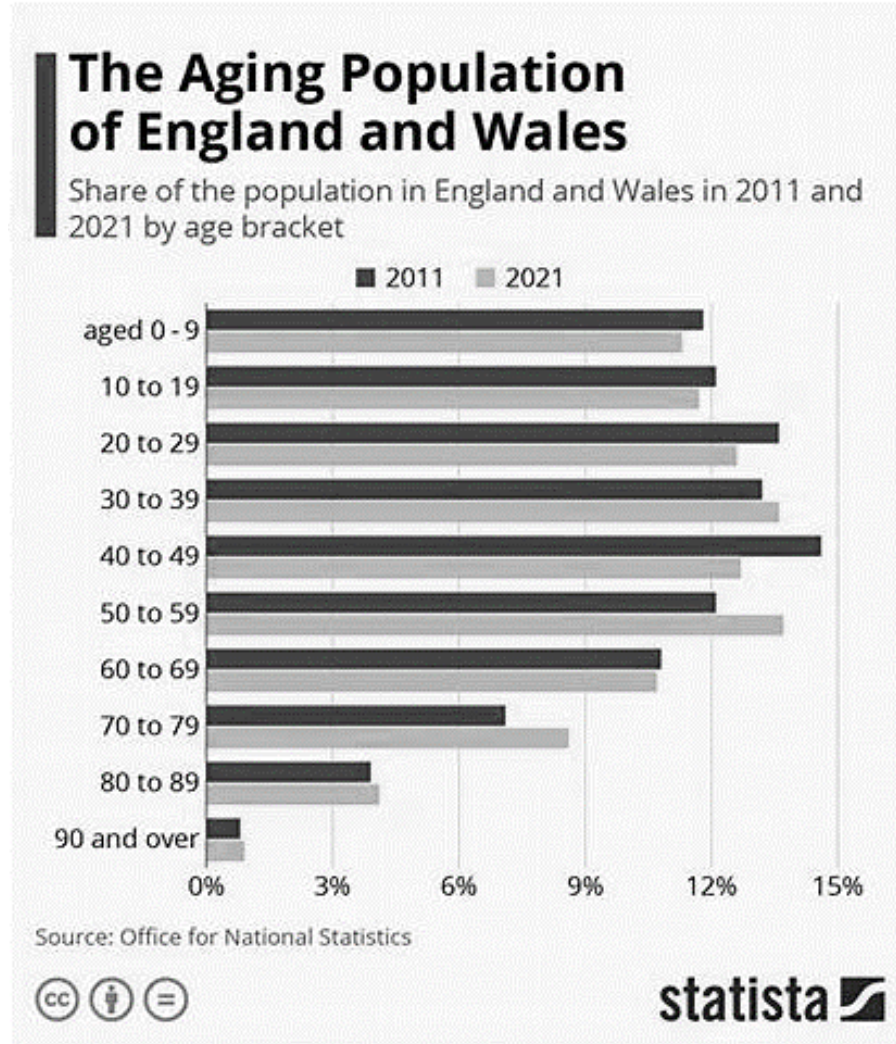 The Aging Population
of England and Wales
Share of the population in England and Wales in 2011 and
2021 by age bracket
2011 2021
aged 0 - 9
10 to 19
20 to 29
30 to 39
40 to 49
50 to 59
60 to 69
70 to 79
80 to 89
90 and over
0% 3% 6% 9% 12% 15%
Source: Office for National Statistics
cc
statista